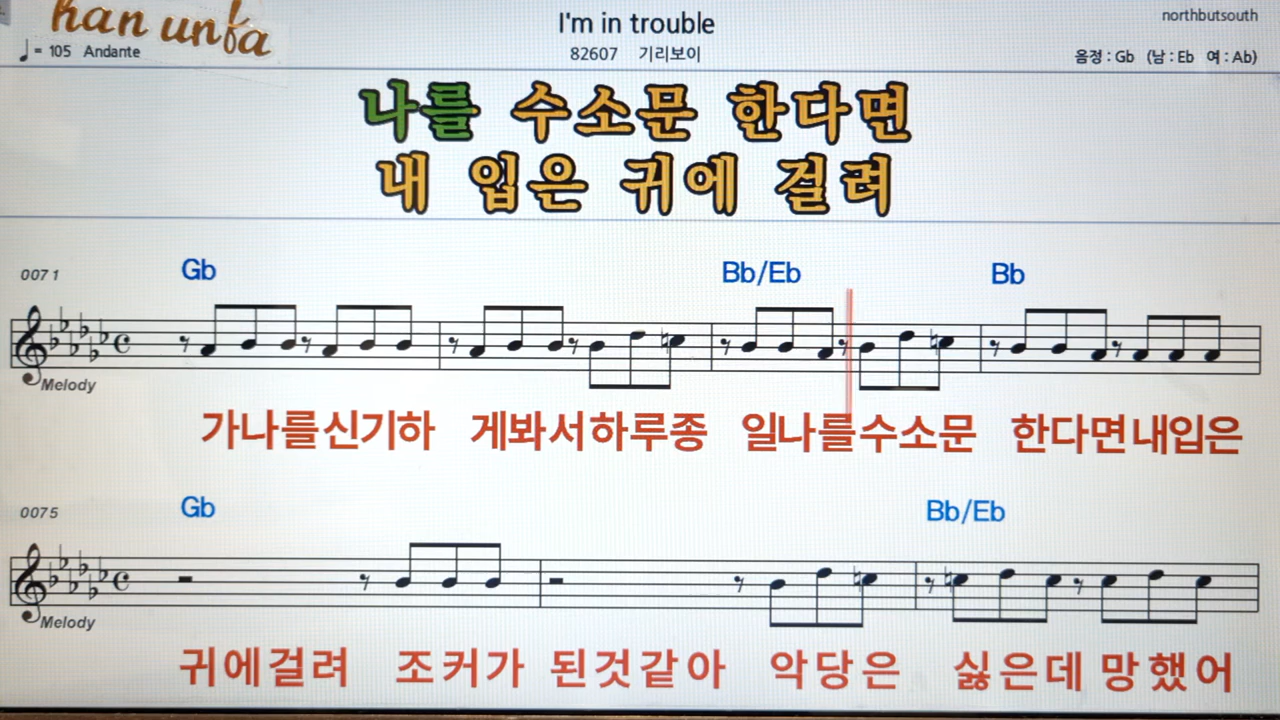 han unfa
I'm in trouble
northbutsouth
♩= 105 Andante
82607 기리보이
음정 : Gb (남 : Eb 여 : Ab)
나를 수소문 한다면
내 입은 귀에 걸려
0071 Gb Bb/Eb Bb
Melody
가나를신기하 게봐서하루종 일나를수소문 한다면내입은
0075 Gb Bb/Eb
Melody
귀에걸려 조커가 된것같아 악당은 싫은데 망했어